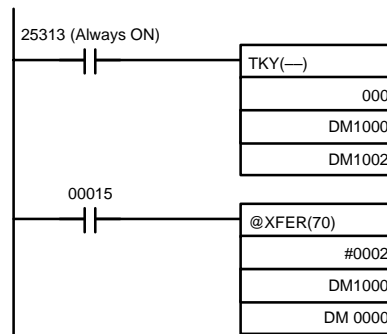 25313 (Always ON)
TKY(—)
000
DM1000
DM1002
00015
@XFER(70)
#0002
DM1000
DM 0000